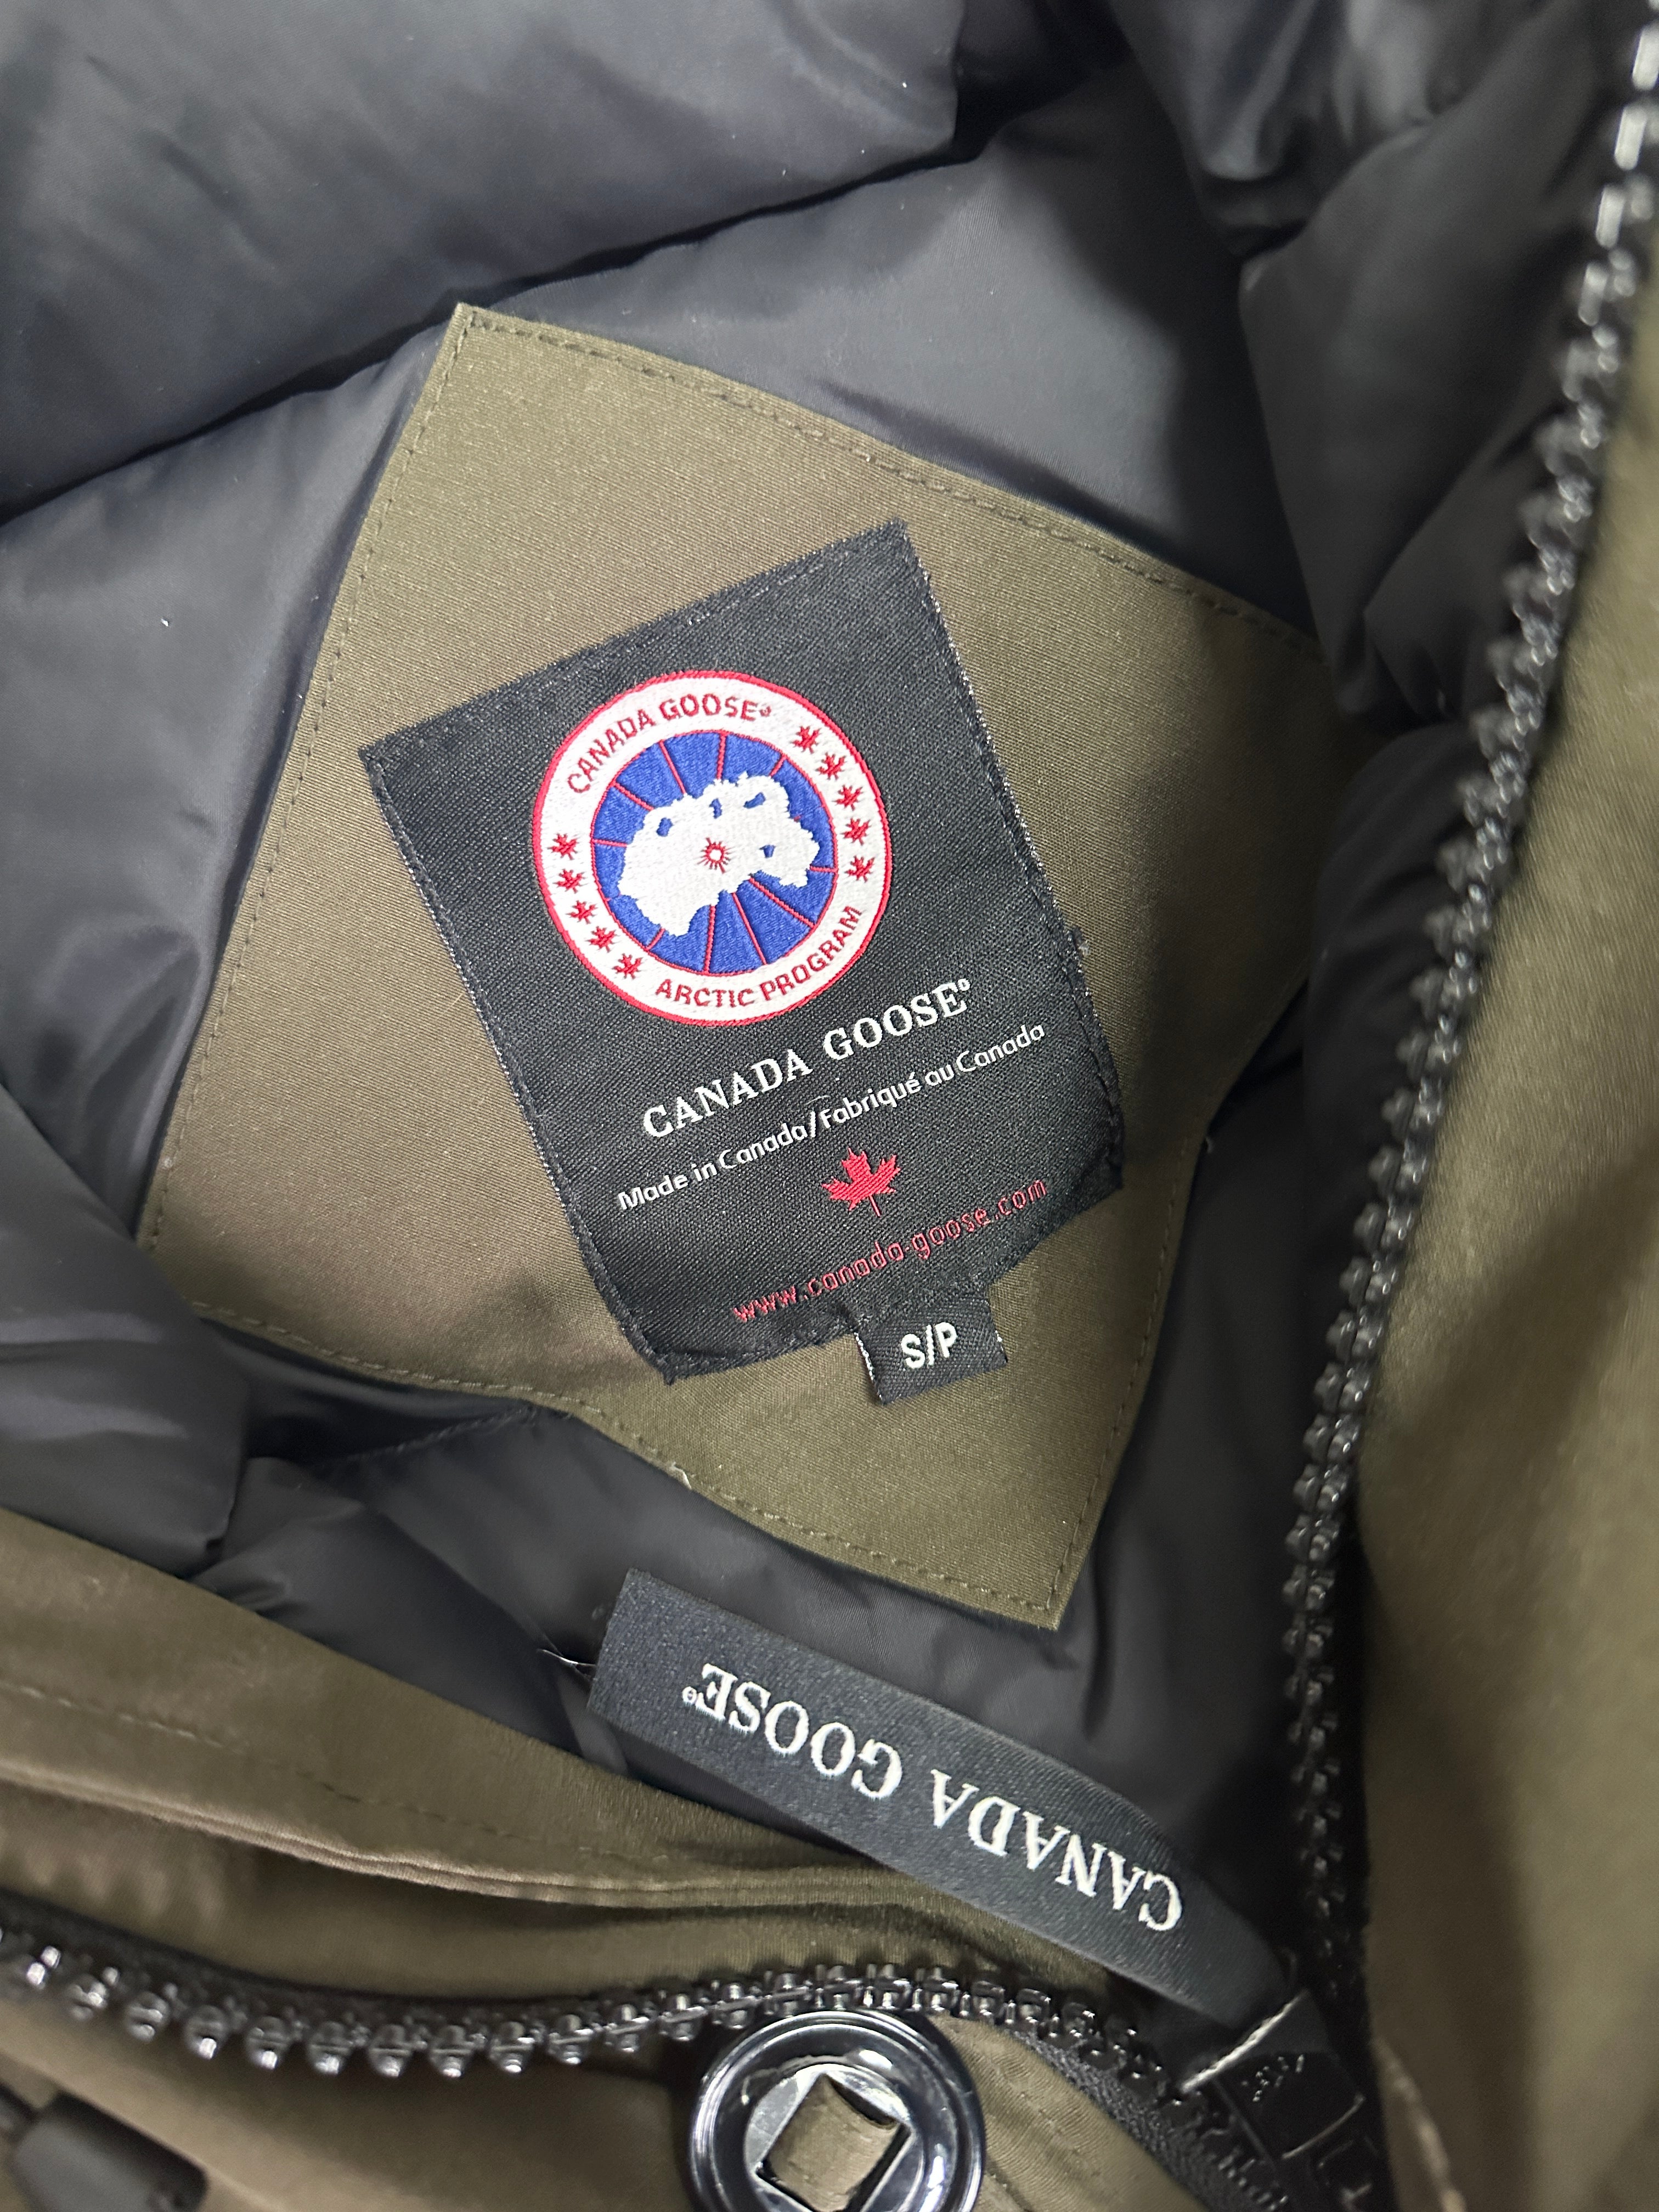 CANADA GOOSE®
ARCTIC PROGRAM
CANADA GOOSE®
Made in Canada/Fabriqué au Canada
www.canada-goose.com
S/P
CANADA GOOSE®